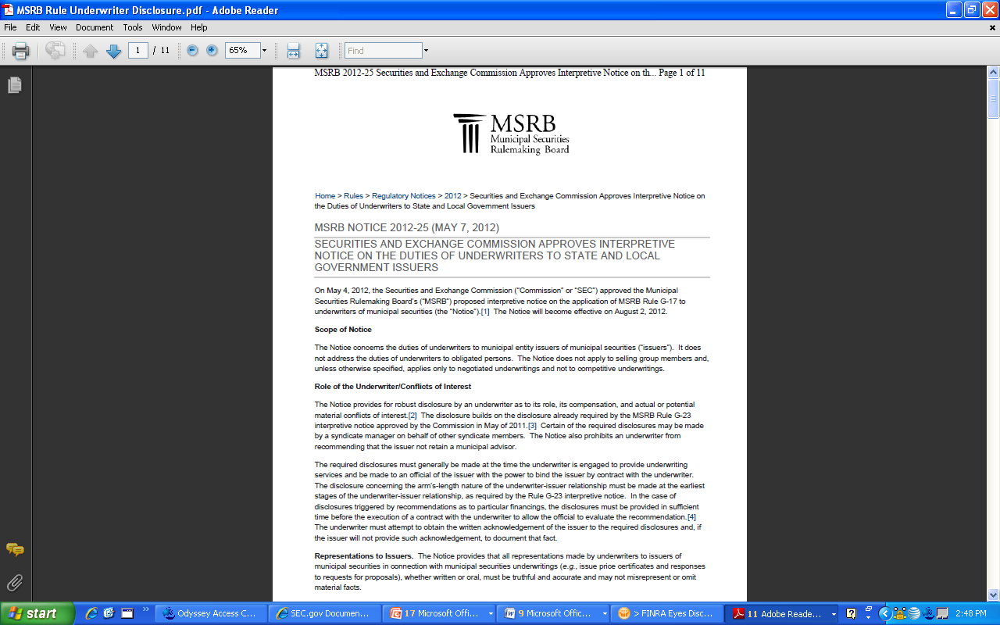 MSRB Rule Underwriter Disclosure.pdf - Adobe Reader
File Edit View Document Tools Window Help
1 / 11 65% Find
MSRB 2012-25 Securities and Exchange Commission Approves Interpretive Notice on th... Page 1 of 11
MSRB
Municipal Securities
Rulemaking Board
Home > Rules > Regulatory Notices > 2012 > Securities and Exchange Commission Approves Interpretive Notice on
the Duties of Underwriters to State and Local Government Issuers
MSRB NOTICE 2012-25 (MAY 7, 2012)
SECURITIES AND EXCHANGE COMMISSION APPROVES INTERPRETIVE
NOTICE ON THE DUTIES OF UNDERWRITERS TO STATE AND LOCAL
GOVERNMENT ISSUERS
On May 4, 2012, the Securities and Exchange Commission (“Commission” or “SEC”) approved the Municipal
Securities Rulemaking Board’s (“MSRB”) proposed interpretive notice on the application of MSRB Rule G-17 to
underwriters of municipal securities (the “Notice”).[1] The Notice will become effective on August 2, 2012.
Scope of Notice
The Notice concerns the duties of underwriters to municipal entity issuers of municipal securities (“issuers”). It does
not address the duties of underwriters to obligated persons. The Notice does not apply to selling group members and,
unless otherwise specified, applies only to negotiated underwritings and not to competitive underwritings.
Role of the Underwriter/Conflicts of Interest
The Notice provides for robust disclosure by an underwriter as to its role, its compensation, and actual or potential
material conflicts of interest.[2] The disclosure builds on the disclosure already required by the MSRB Rule G-23
interpretive notice approved by the Commission in May of 2011.[3] Certain of the required disclosures may be made
by a syndicate manager on behalf of other syndicate members. The Notice also prohibits an underwriter from
recommending that the issuer not retain a municipal advisor.
The required disclosures must generally be made at the time the underwriter is engaged to provide underwriting
services and be made to an official of the issuer with the power to bind the issuer by contract with the underwriter.
The disclosure concerning the arm’s-length nature of the underwriter-issuer relationship must be made at the earliest
stages of the underwriter-issuer relationship, as required by the Rule G-23 interpretive notice. In the case of
disclosures triggered by recommendations as to particular financings, the disclosures must be provided in sufficient
time before the execution of a contract with the underwriter to allow the official to evaluate the recommendation.[4]
The underwriter must attempt to obtain the written acknowledgement of the issuer to the required disclosures and, if
the issuer will not provide such acknowledgement, to document that fact.
Representations to Issuers. The Notice provides that all representations made by underwriters to issuers of
municipal securities in connection with municipal securities underwritings (e.g., issue price certificates and responses
to requests for proposals), whether written or oral, must be truthful and accurate and may not misrepresent or omit
material facts.
start Odyssey Access C... SEC.gov Documen... 17 Microsoft Offi... 9 Microsoft Offic... > FINRA Eyes Disc... 11 Adobe Reade... 2:48 PM